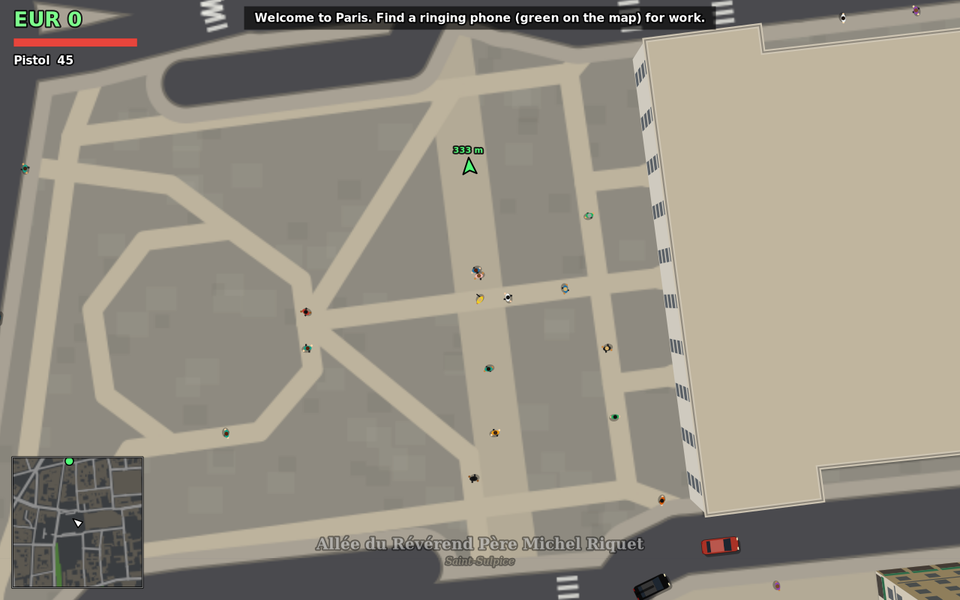 EUR 0
Welcome to Paris. Find a ringing phone (green on the map) for work.
Pistol 45
333 m
Allée du Révérend Père Michel Riquet
Saint-Sulpice